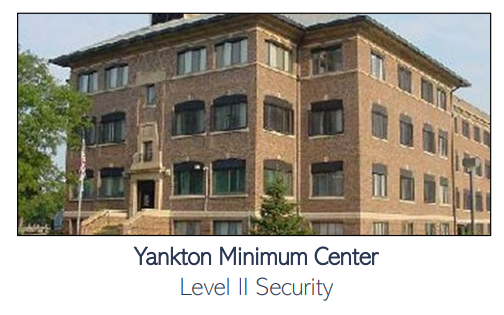 Yankton Minimum Center
Level II Security